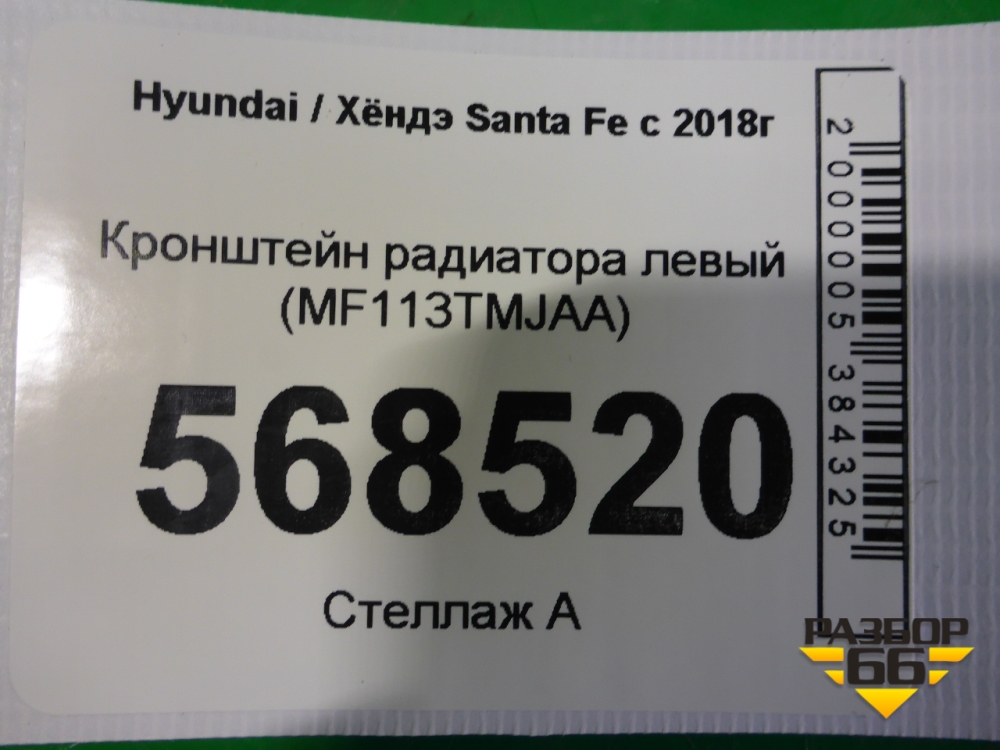 Hyundai / Хёндэ Santa Fe с 2018г
Кронштейн радиатора левый
(MF113TMJAA)
568520
Стеллаж А
2000005384325
РАЗБОР
66